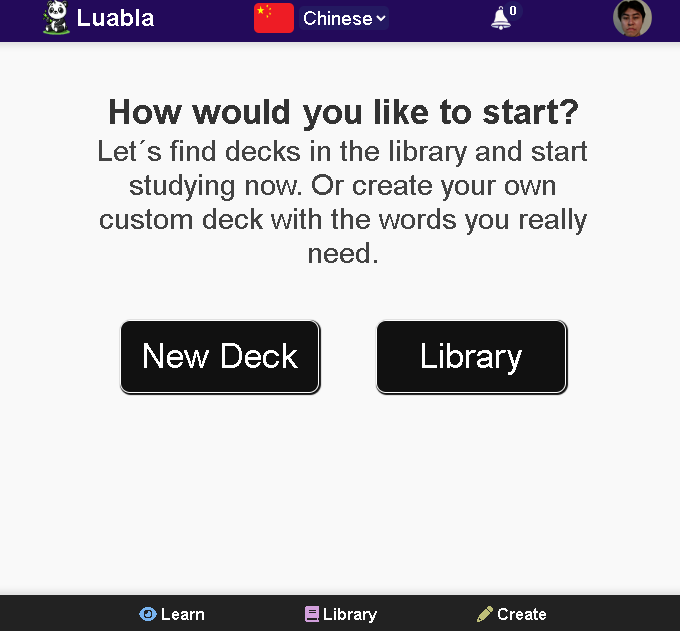 Luabla
Chinese
0
How would you like to start?
Let´s find decks in the library and start
studying now. Or create your own
custom deck with the words you really
need.
New Deck
Library
Learn
Library
Create